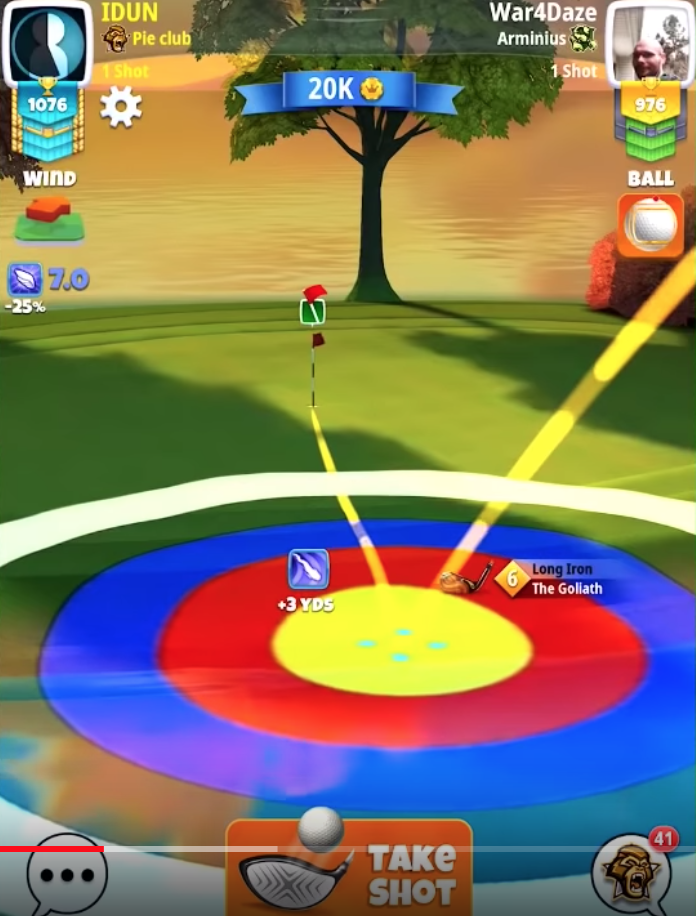 IDUN
Pie club
1 Shot
War4Daze
Arminius
1 Shot
20K
1076
976
WIND
BALL
7.0
-25%
+3 YDS
6
Long Iron
The Goliath
TAKE
SHOT
41